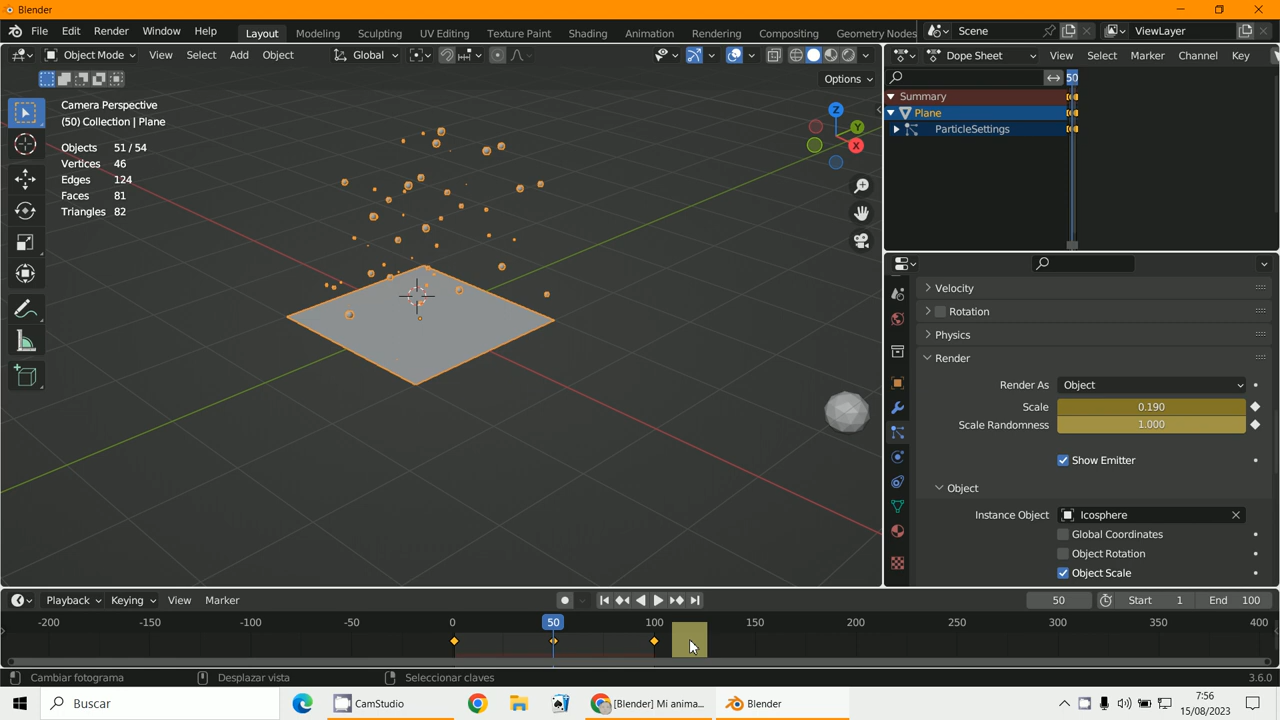 Blender
File Edit Render Window Help Layout Modeling Sculpting UV Editing Texture Paint Shading Animation Rendering Compositing Geometry Nodes Scene ViewLayer
Object Mode View Select Add Object Global
Options
Camera Perspective
(50) Collection | Plane
Objects 51 / 54
Vertices 46
Edges 124
Faces 81
Triangles 82
Z
Y
X
Dope Sheet View Select Marker Channel Key
50
Summary
Plane
ParticleSettings
Velocity
Rotation
Physics
Render
Render As Object
Scale 0.190
Scale Randomness 1.000
Show Emitter
Object
Instance Object Icosphere
Global Coordinates
Object Rotation
Object Scale
Playback Keying View Marker 50 Start 1 End 100
-200 -150 -100 -50 0 50 100 150 200 250 300 350 400
Cambiar fotograma Desplazar vista Seleccionar claves 3.6.0
Buscar CamStudio [Blender] Mi anima... Blender 7:56
15/08/2023